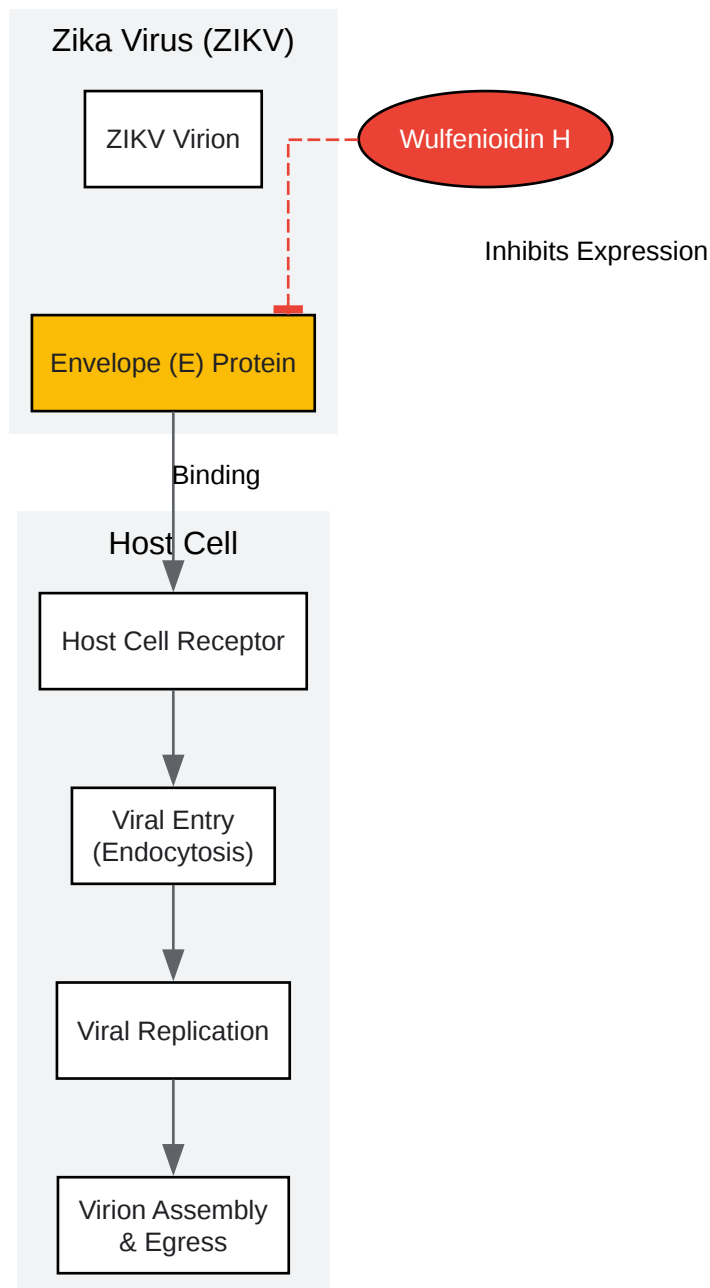 Zika Virus (ZIKV)
ZIKV Virion
Wulfenioidin H
Inhibits Expression
Envelope (E) Protein
Binding
Host Cell
Host Cell Receptor
Viral Entry
(Endocytosis)
Viral Replication
Virion Assembly
& Egress